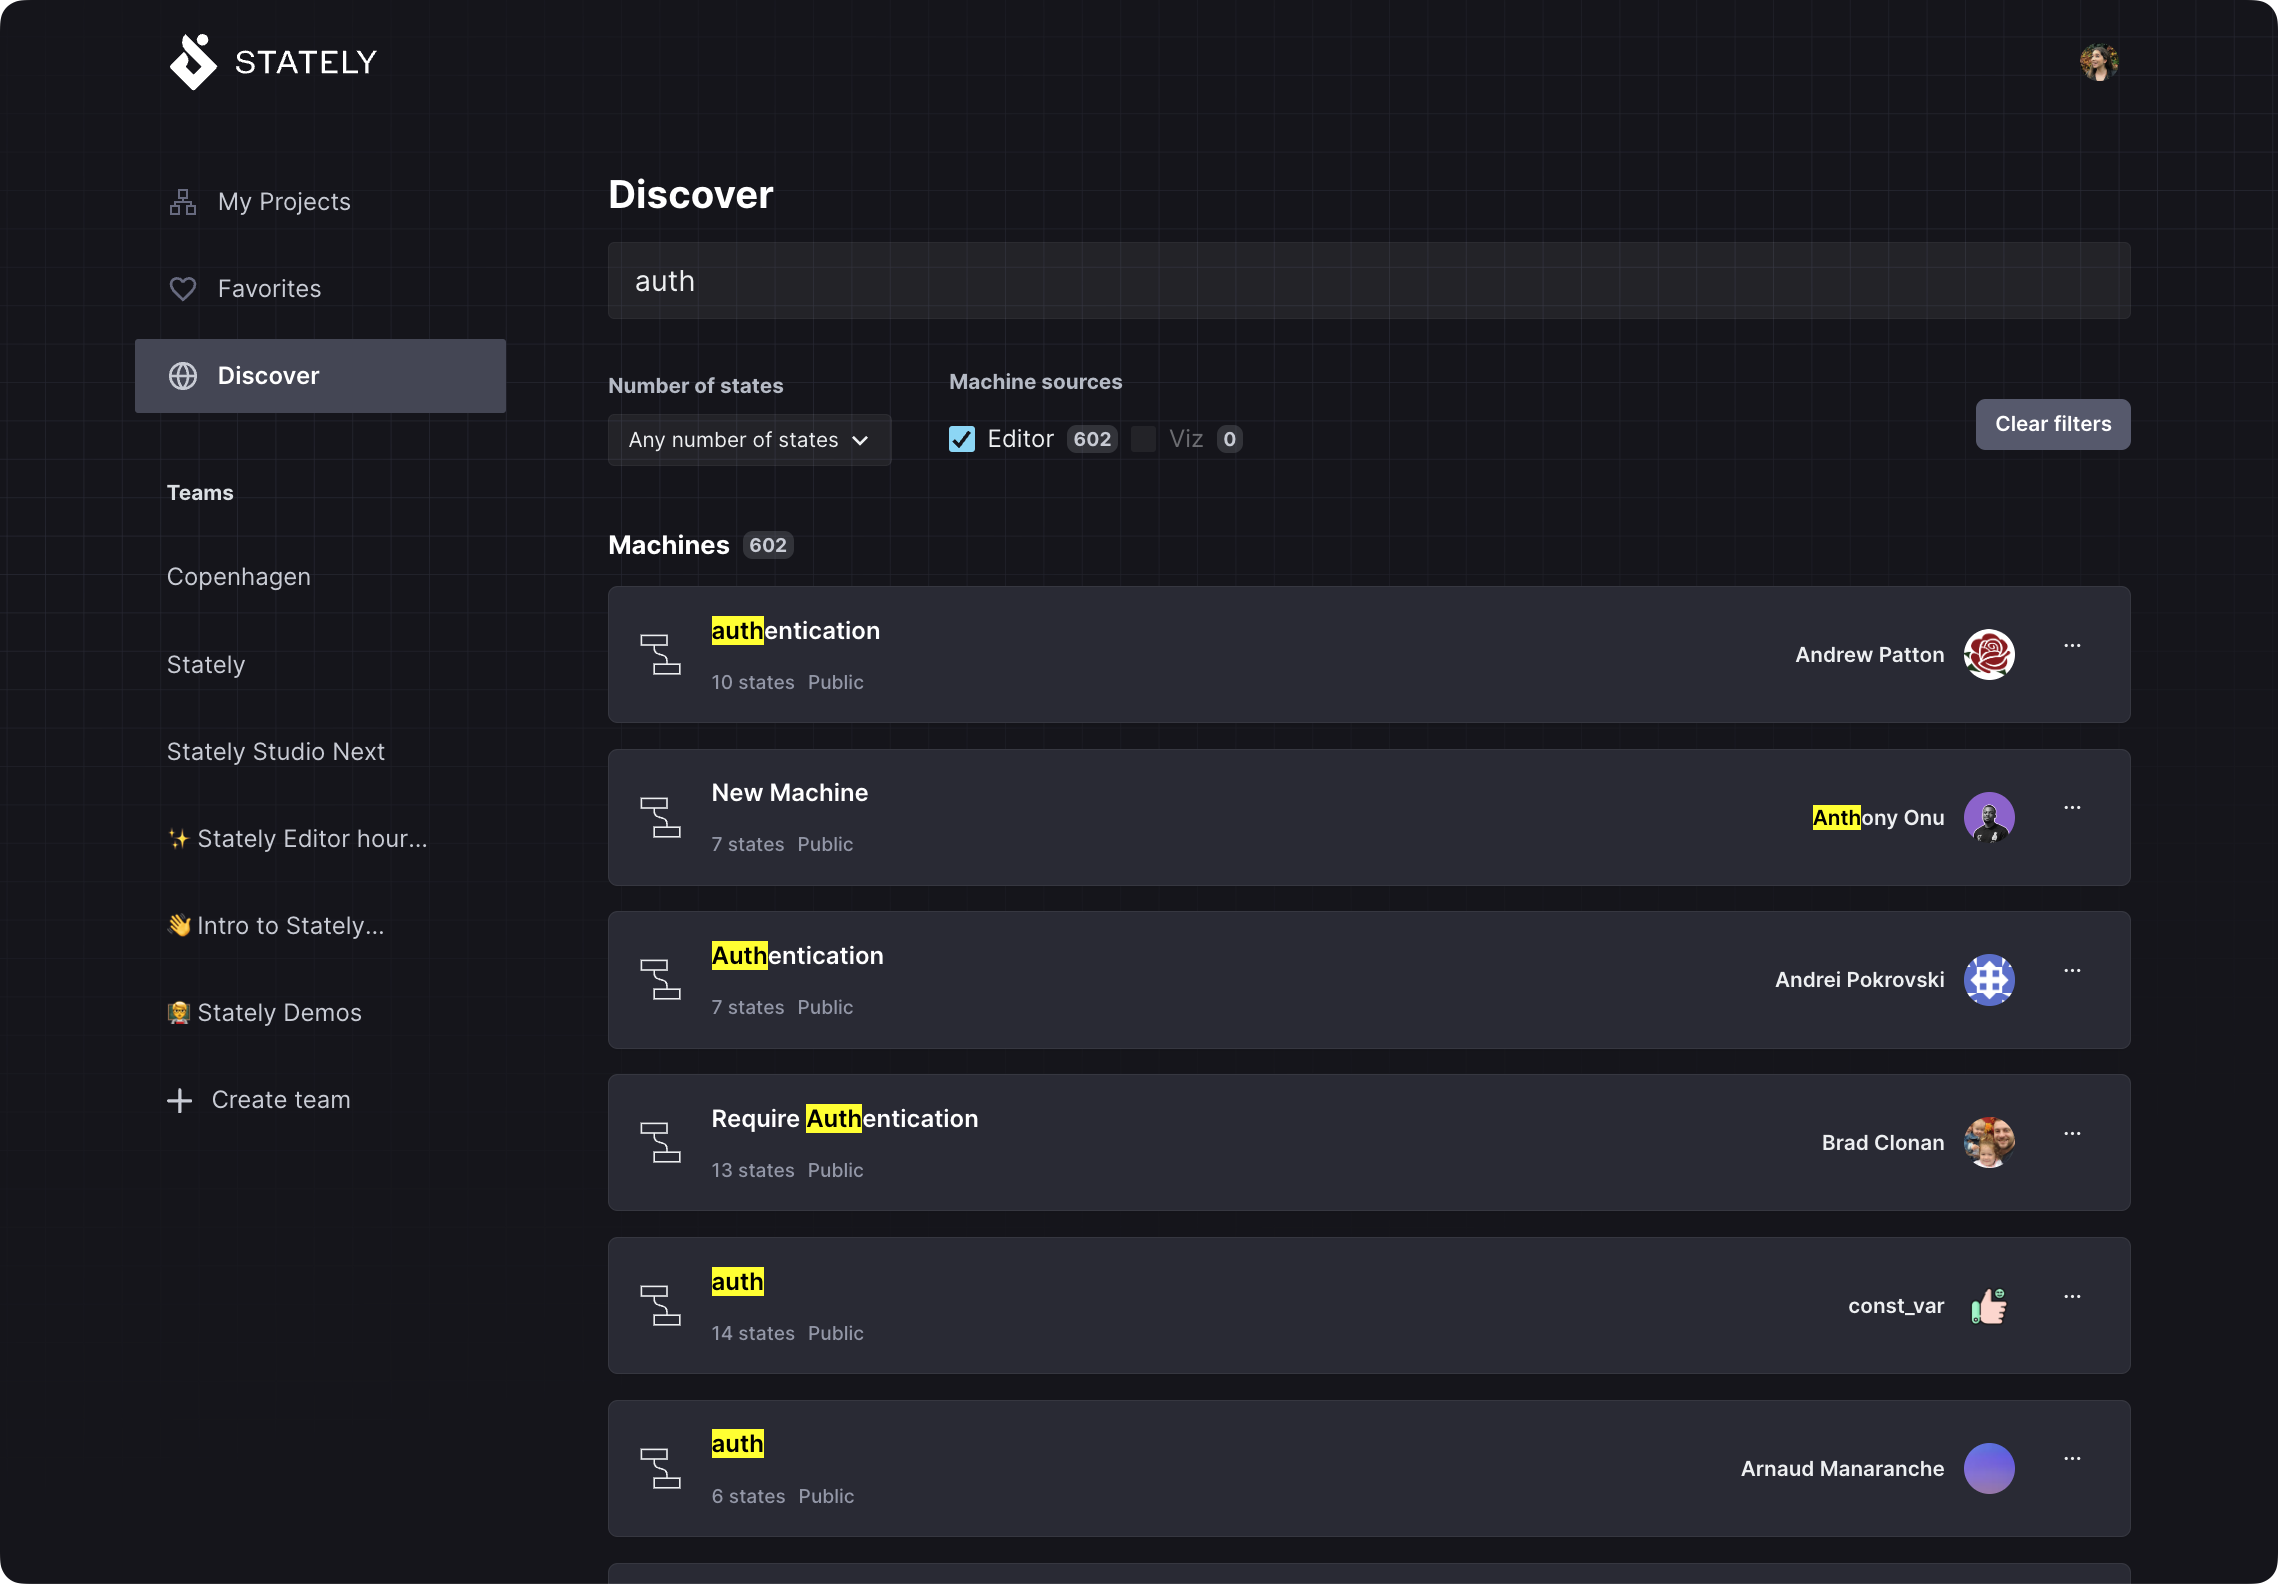 STATELY
My Projects
Favorites
Discover
Teams
Copenhagen
Stately
Stately Studio Next
✨ Stately Editor hour...
👋 Intro to Stately...
🧑‍🏫 Stately Demos
Create team
Discover
auth
Number of states
Any number of states
Machine sources
Editor 602 Viz 0
Clear filters
Machines 602
authentication
10 states Public
Andrew Patton
...
New Machine
7 states Public
Anthony Onu
...
Authentication
7 states Public
Andrei Pokrovski
...
Require Authentication
13 states Public
Brad Clonan
...
auth
14 states Public
const_var
...
auth
6 states Public
Arnaud Manaranche
...